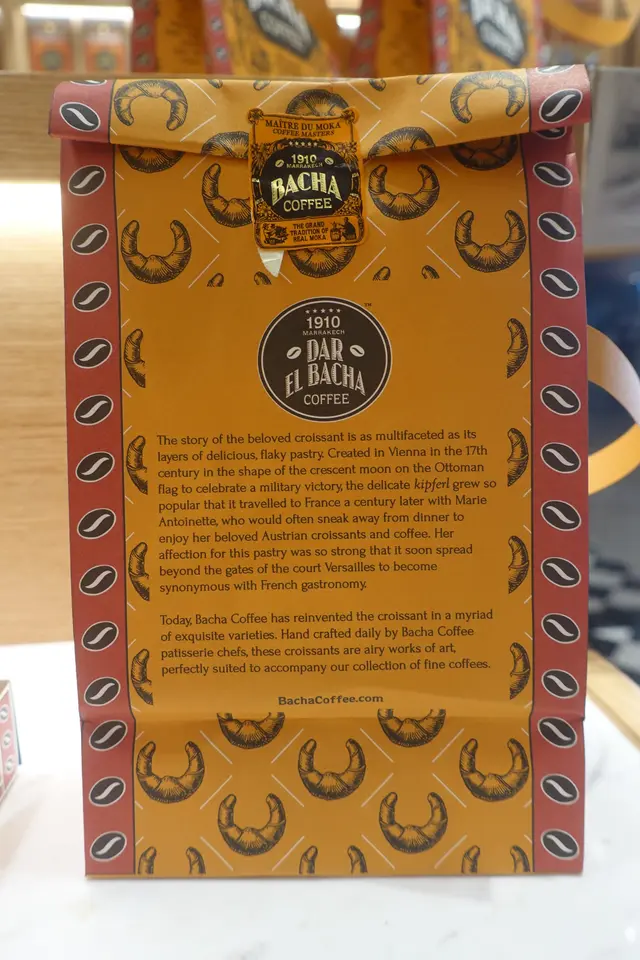 MAÎTRE DU MOKA
COFFEE MASTERS
1910
MARRAKECH
BACHA
COFFEE
THE GRAND
TRADITION OF
REAL MOKA
1910
MARRAKECH
DAR
EL BACHA
COFFEE
TM
The story of the beloved croissant is as multifaceted as its
layers of delicious, flaky pastry. Created in Vienna in the 17th
century in the shape of the crescent moon on the Ottoman
flag to celebrate a military victory, the delicate kipferl grew so
popular that it travelled to France a century later with Marie
Antoinette, who would often sneak away from dinner to
enjoy her beloved Austrian croissants and coffee. Her
affection for this pastry was so strong that it soon spread
beyond the gates of the court Versailles to become
synonymous with French gastronomy.
Today, Bacha Coffee has reinvented the croissant in a myriad
of exquisite varieties. Hand crafted daily by Bacha Coffee
patisserie chefs, these croissants are airy works of art,
perfectly suited to accompany our collection of fine coffees.
BachaCoffee.com